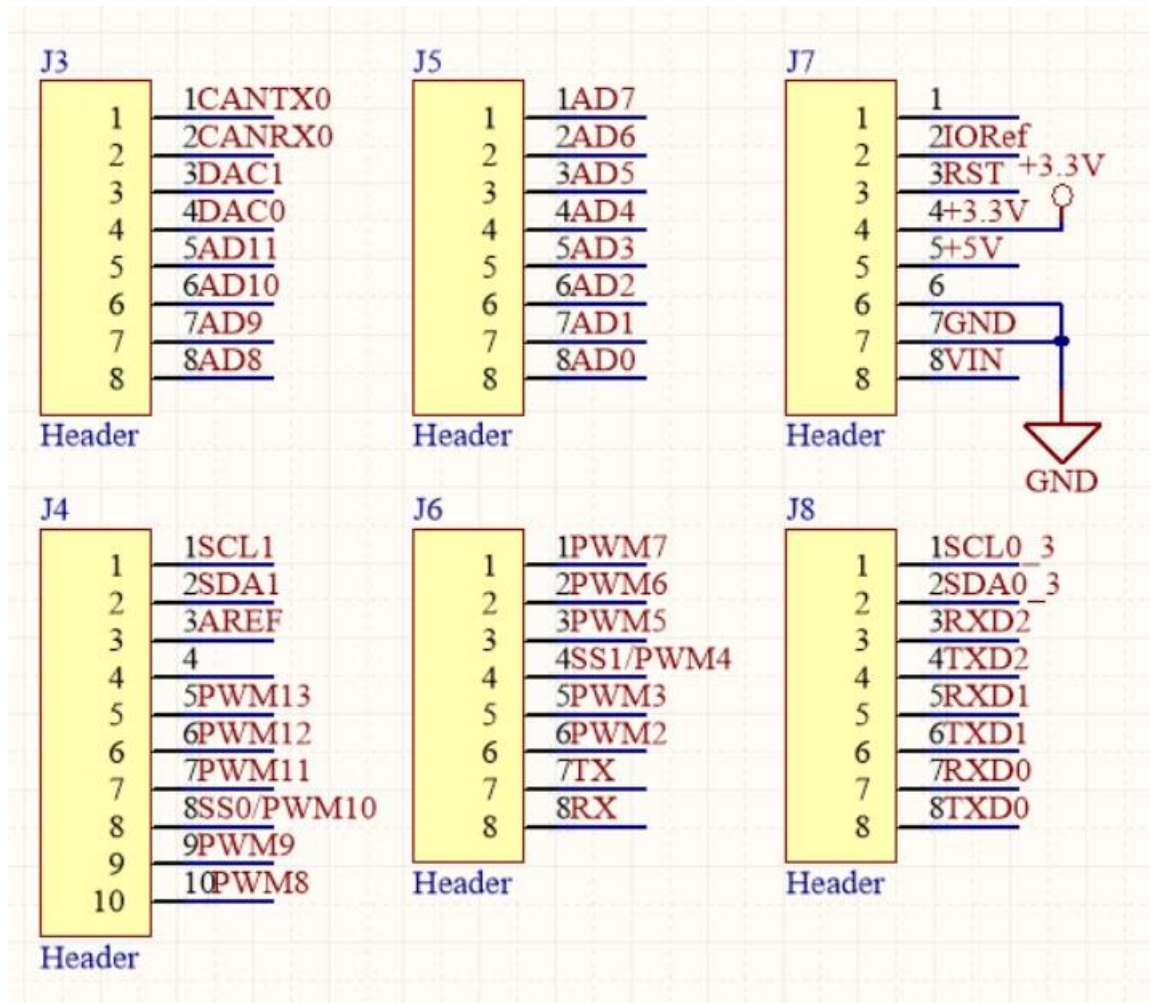 J3
1 1CANTX0
2 2CANRX0
3 3DAC1
4 4DAC0
5 5AD11
6 6AD10
7 7AD9
8 8AD8
Header
J5
1 1AD7
2 2AD6
3 3AD5
4 4AD4
5 5AD3
6 6AD2
7 7AD1
8 8AD0
Header
J7
1 1
2 2IORef
3 3RST +3.3V
4 4+3.3V
5 5+5V
6 6
7 7GND
8 8VIN
Header
GND
J4
1 1SCL1
2 2SDA1
3 3AREF
4 4
5 5PWM13
6 6PWM12
7 7PWM11
8 8SS0/PWM10
9 9PWM9
10 10PWM8
Header
J6
1 1PWM7
2 2PWM6
3 3PWM5
4 4SS1/PWM4
5 5PWM3
6 6PWM2
7 7TX
8 8RX
Header
J8
1 1SCL0_3
2 2SDA0_3
3 3RXD2
4 4TXD2
5 5RXD1
6 6TXD1
7 7RXD0
8 8TXD0
Header